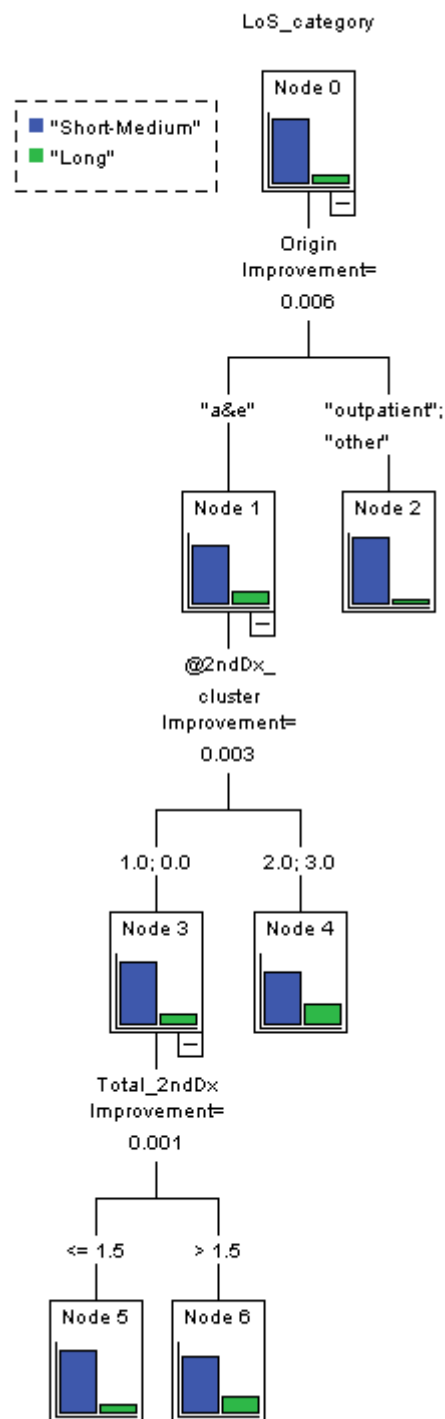 LoS_category
"Short-Medium"
"Long"
Node 0
Origin
Improvement=
0.006
"a&e"
"outpatient";
"other"
Node 1
Node 2
@2ndDx_
cluster
Improvement=
0.003
1.0; 0.0
2.0; 3.0
Node 3
Node 4
Total_2ndDx
Improvement=
0.001
<= 1.5
> 1.5
Node 5
Node 6